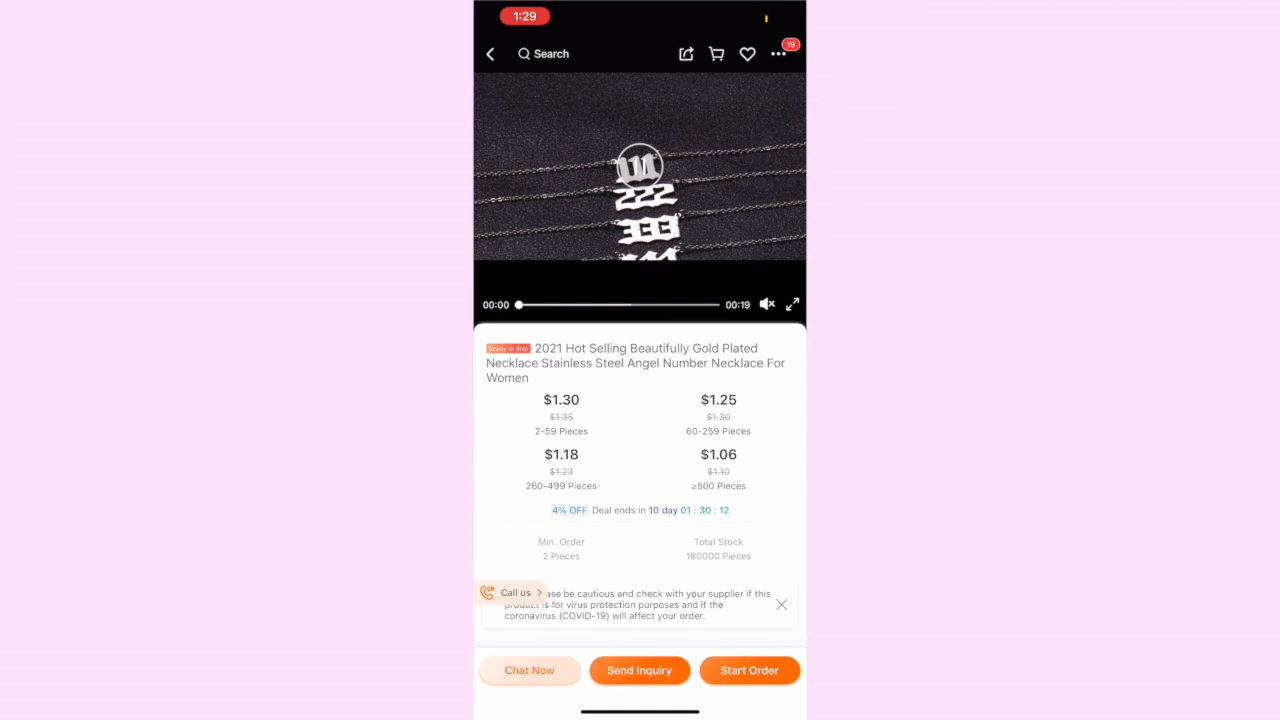 1:29
Search
19
111
222
333
00:00
00:19
Ready to Ship 2021 Hot Selling Beautifully Gold Plated
Necklace Stainless Steel Angel Number Necklace For
Women
$1.30
$1.35
2-59 Pieces
$1.25
$1.30
60-259 Pieces
$1.18
$1.23
260-499 Pieces
$1.06
$1.10
≥500 Pieces
4% OFF Deal ends in 10 day 01 : 30 : 12
Min. Order
2 Pieces
Total Stock
180000 Pieces
Call us
be cautious and check with your supplier if this
product is for virus protection purposes and if the
coronavirus (COVID-19) will affect your order.
Chat Now
Send Inquiry
Start Order